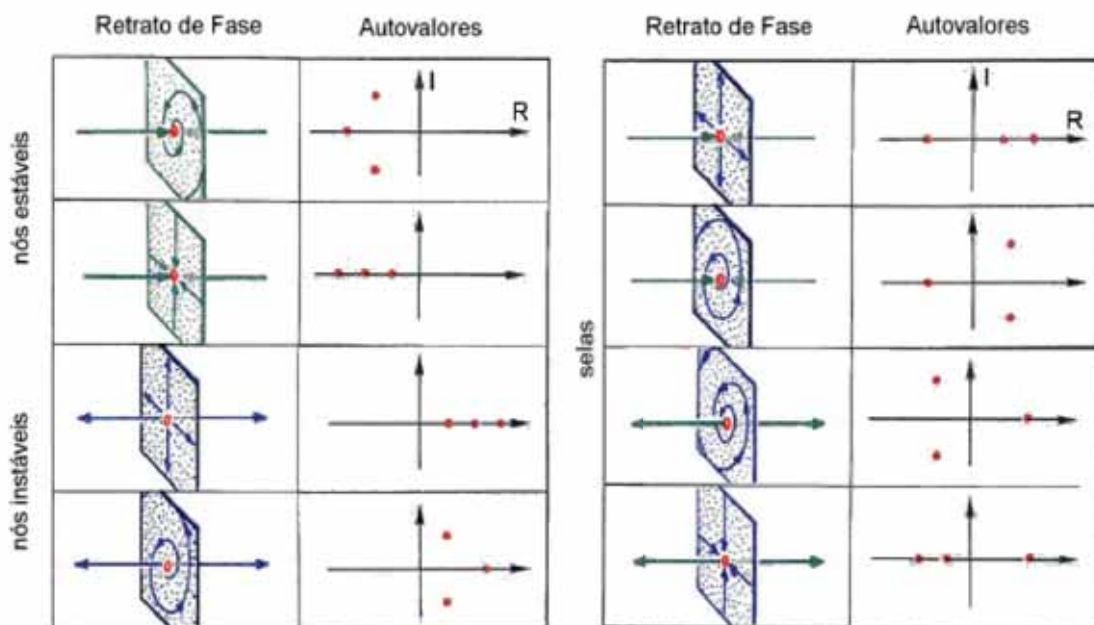 Retrato de Fase Autovalores Retrato de Fase Autovalores
nós estáveis
nós instáveis
I
R
selas
I
R